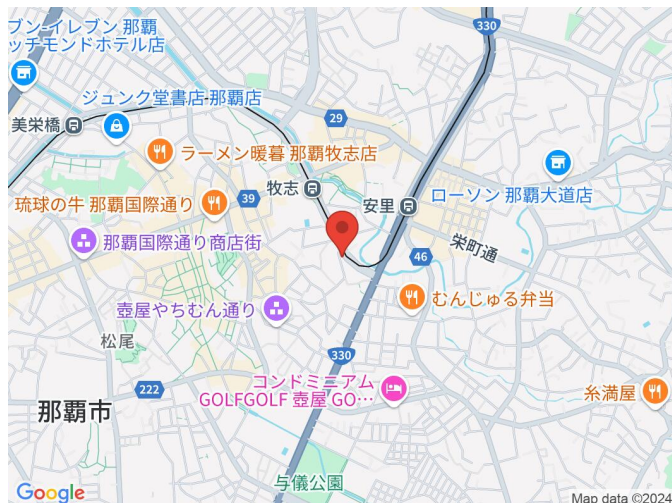 ブン-イレブン 那覇
ッチモンドホテル店
330
ジュンク堂書店 那覇店
美栄橋
29
ラーメン暖暮 那覇牧志店
牧志
安里
ローソン 那覇大道店
琉球の牛 那覇国際通り
39
那覇国際通り商店街
46
栄町通
壺屋やちむん通り
むんじゅる弁当
松尾
330
222
コンドミニアム
GOLFGOLF 壺屋 GO…
糸満屋
那覇市
与儀公園
Google
Map data ©2024